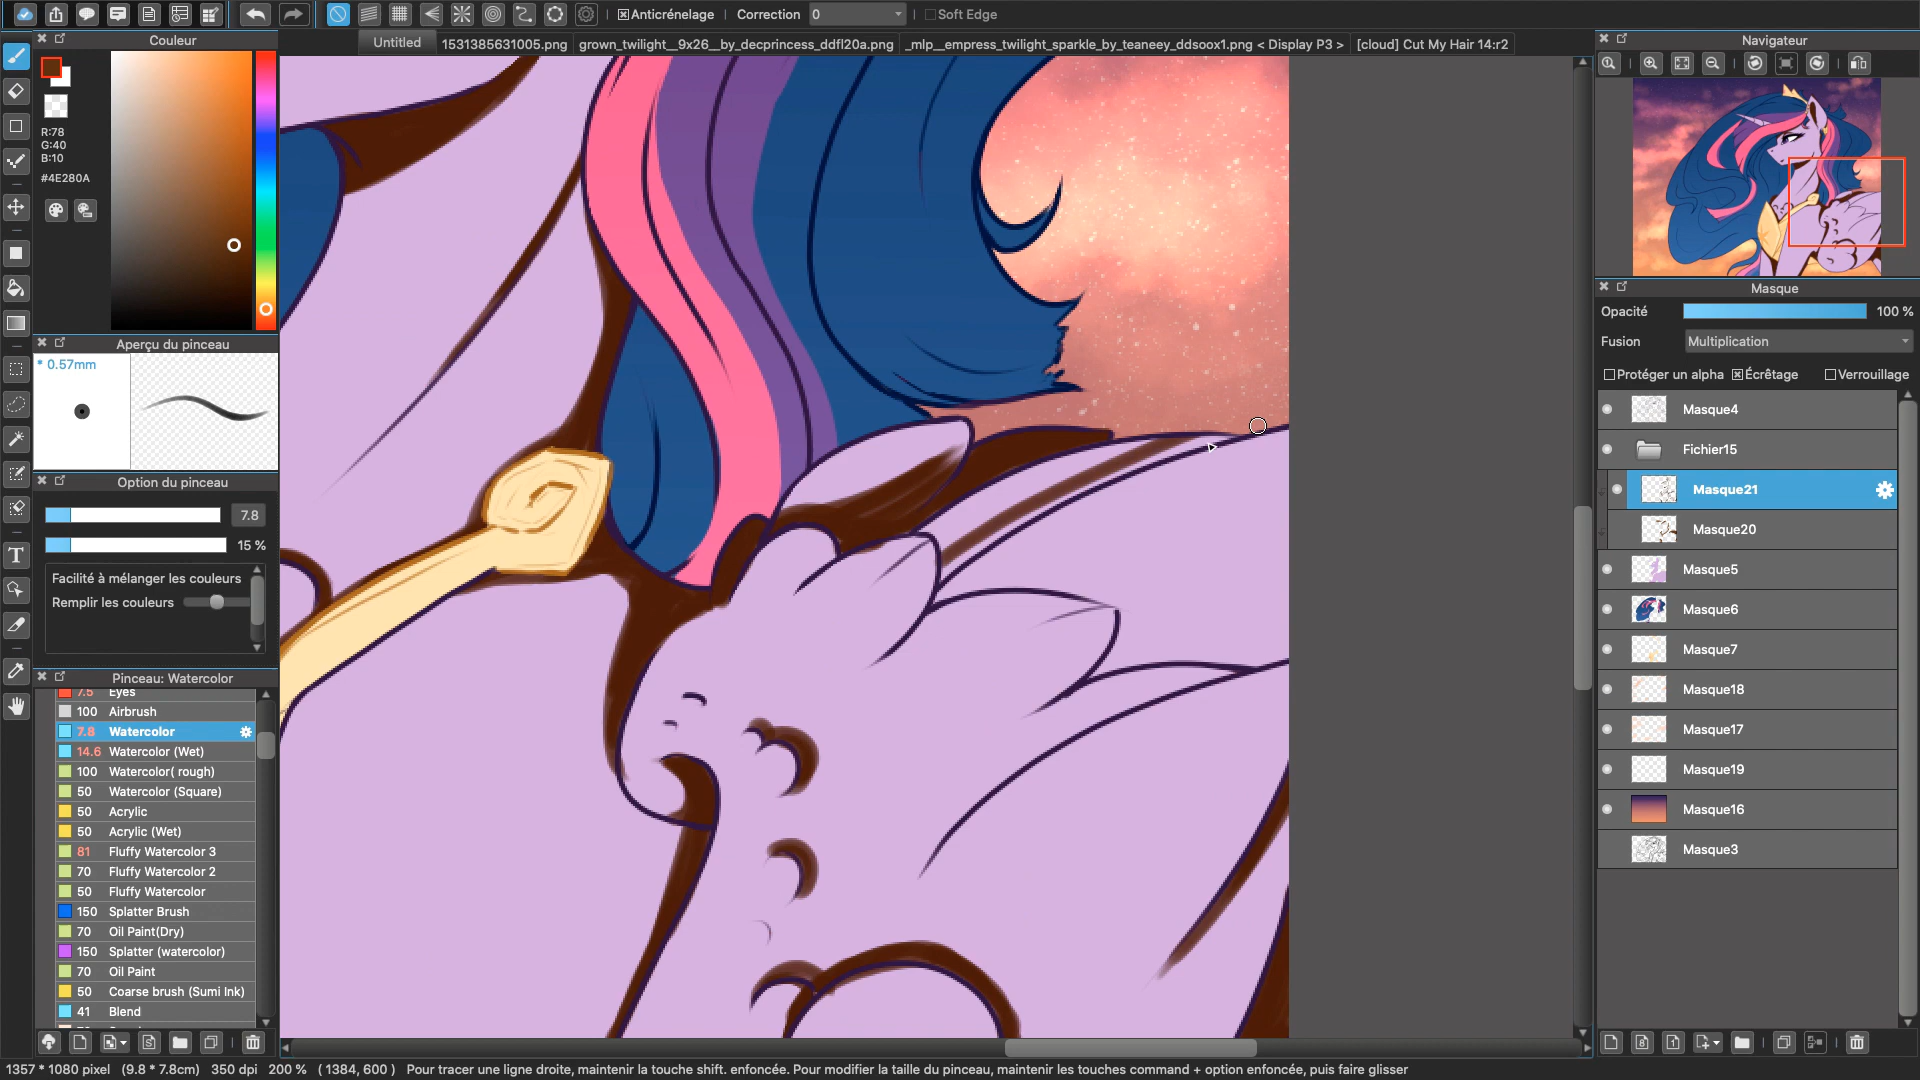 Anticrénelage
Correction
0
Soft Edge
Untitled
1531385631005.png
grown_twilight__9x26__by_decprincess_ddfl20a.png
_mlp__empress_twilight_sparkle_by_teaneey_ddsoox1.png < Display P3 >
[cloud] Cut My Hair 14:r2
Couleur
R:78
G:40
B:10
#4E280A
Aperçu du pinceau
* 0.57mm
Option du pinceau
7.8
15 %
Facilité à mélanger les couleurs
Remplir les couleurs
Pinceau: Watercolor
7.5 Eyes
100 Airbrush
7.8 Watercolor
14.6 Watercolor (Wet)
100 Watercolor( rough)
50 Watercolor (Square)
50 Acrylic
50 Acrylic (Wet)
81 Fluffy Watercolor 3
70 Fluffy Watercolor 2
50 Fluffy Watercolor
150 Splatter Brush
70 Oil Paint(Dry)
150 Splatter (watercolor)
70 Oil Paint
50 Coarse brush (Sumi Ink)
41 Blend
Navigateur
Masque
Opacité
100 %
Fusion
Multiplication
Protéger un alpha
Écrêtage
Verrouillage
Masque4
Fichier15
Masque21
Masque20
Masque5
Masque6
Masque7
Masque18
Masque17
Masque19
Masque16
Masque3
1357 * 1080 pixel (9.8 * 7.8cm) 350 dpi 200 % ( 1384, 600 ) Pour tracer une ligne droite, maintenir la touche shift. enfoncée. Pour modifier la taille du pinceau, maintenir les touches command + option enfoncée, puis faire glisser